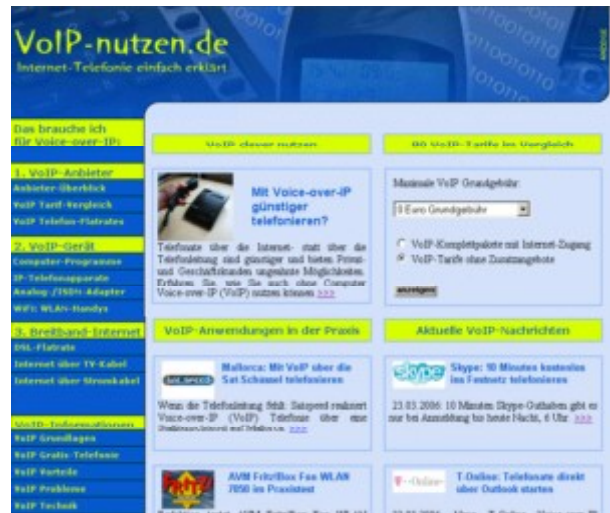 VoIP-nutzen.de
Internet-Telefonie einfach erklärt
Das brauche ich
für Voice-over-IP:
1. VoIP-Anbieter
Anbieter-Überblick
VoIP Tarif-Vergleich
VoIP Telefon-Flatrates
2. VoIP-Gerät
Computer-Programme
IP-Telefonapparate
Analog-/ISDN-Adapter
WiFi: WLAN-Handys
3. Breitband-Internet
DSL-Flatrate
Internet über TV-Kabel
Internet über Stromkabel
VoIP-Informationen
VoIP Grundlagen
VoIP Gratis-Telefonie
VoIP Vorteile
VoIP Probleme
VoIP Technik
VoIP clever nutzen
Mit Voice-over-IP
günstiger
telefonieren?
Telefonate über die Internet- statt über die
Telefonleitung sind günstiger und bieten Privat-
und Geschäftskunden ungeahnte Möglichkeiten.
Erfahren Sie, wie Sie auch ohne Computer
Voice-over-IP (VoIP) nutzen können >>>
80 VoIP-Tarife im Vergleich
Maximale VoIP Grundgebühr:
0 Euro Grundgebühr
VoIP-Komplettpakete mit Internet-Zugang
VoIP-Tarife ohne Zusatzangebote
anzeigen
VoIP-Anwendungen in der Praxis
Mallorca: Mit VoIP über die
Sat Schüssel telefonieren
Wenn die Telefonleitung fehlt: Satspeed realisiert
Voice-over-IP (VoIP) Telefonie über eine
>>>
AVM Fritz!Box Fon WLAN
7050 im Praxistest
FRITZ!
Aktuelle VoIP-Nachrichten
skype
Skype: 10 Minuten kostenlos
ins Festnetz telefonieren
23.03.2006: 10 Minuten Skype-Guthaben gibt es
nur bei Anmeldung bis heute Nacht, 6 Uhr. >>>
T-Online
T-Online: Telefonate direkt
über Outlook starten